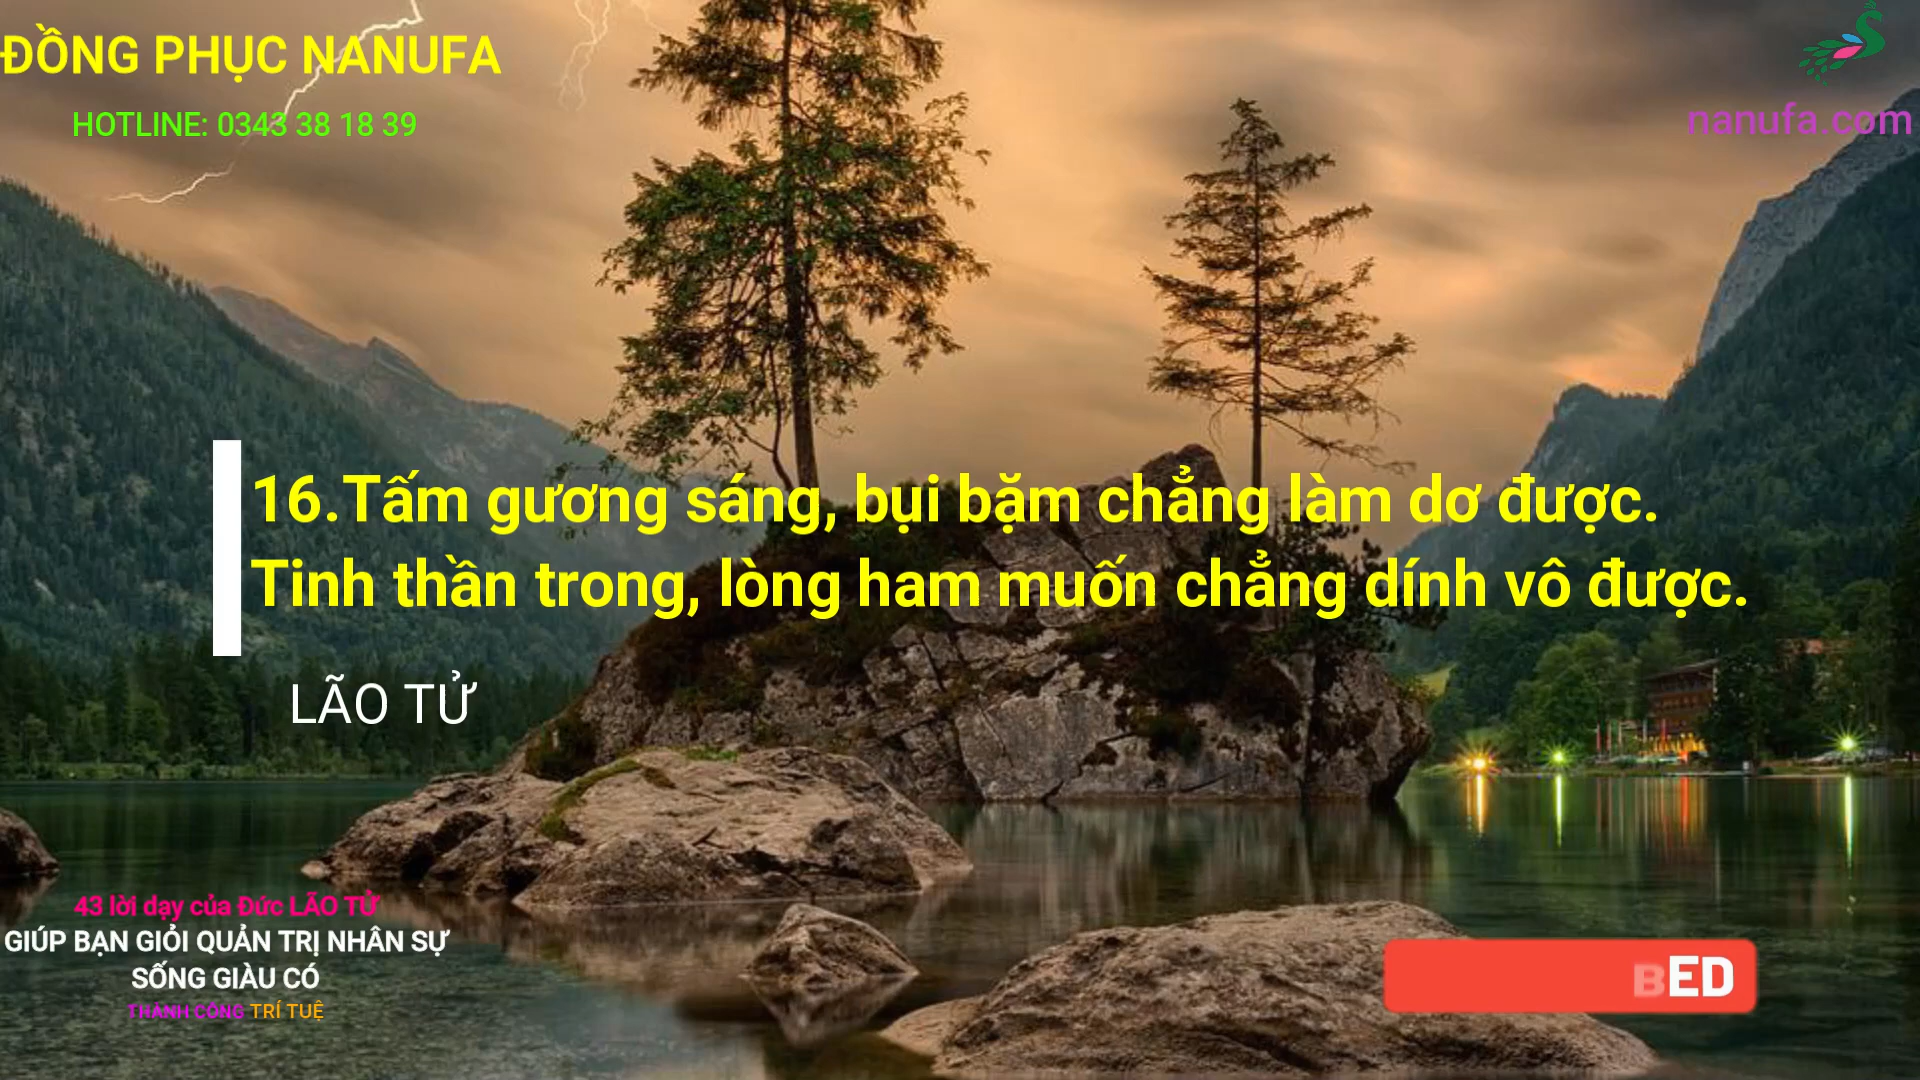 ĐỒNG PHỤC NANUFA
HOTLINE: 0343 38 18 39
nanufa.com
16.Tấm gương sáng, bụi bặm chẳng làm dơ được.
Tinh thần trong, lòng ham muốn chẳng dính vô được.
LÃO TỬ
43 lời dạy của Đức LÃO TỬ
GIÚP BẠN GIỎI QUẢN TRỊ NHÂN SỰ
SỐNG GIÀU CÓ
THÀNH CÔNG TRÍ TUỆ
BED